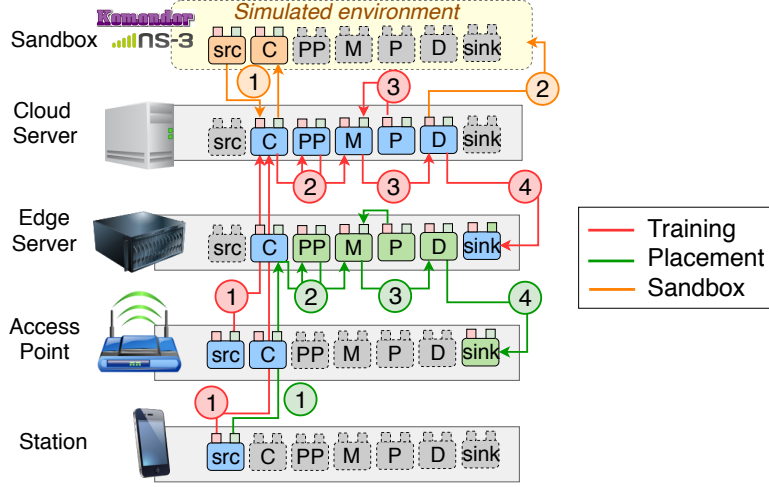 Komondor
Simulated environment
Sandbox
ns-3
src C PP M P D sink
1
2
3
Cloud
Server
src C PP M P D sink
2
3
4
Edge
Server
src C PP M P D sink
1
2
3
4
Training
Placement
Sandbox
Access
Point
src C PP M P D sink
1
1
Station
src C PP M P D sink